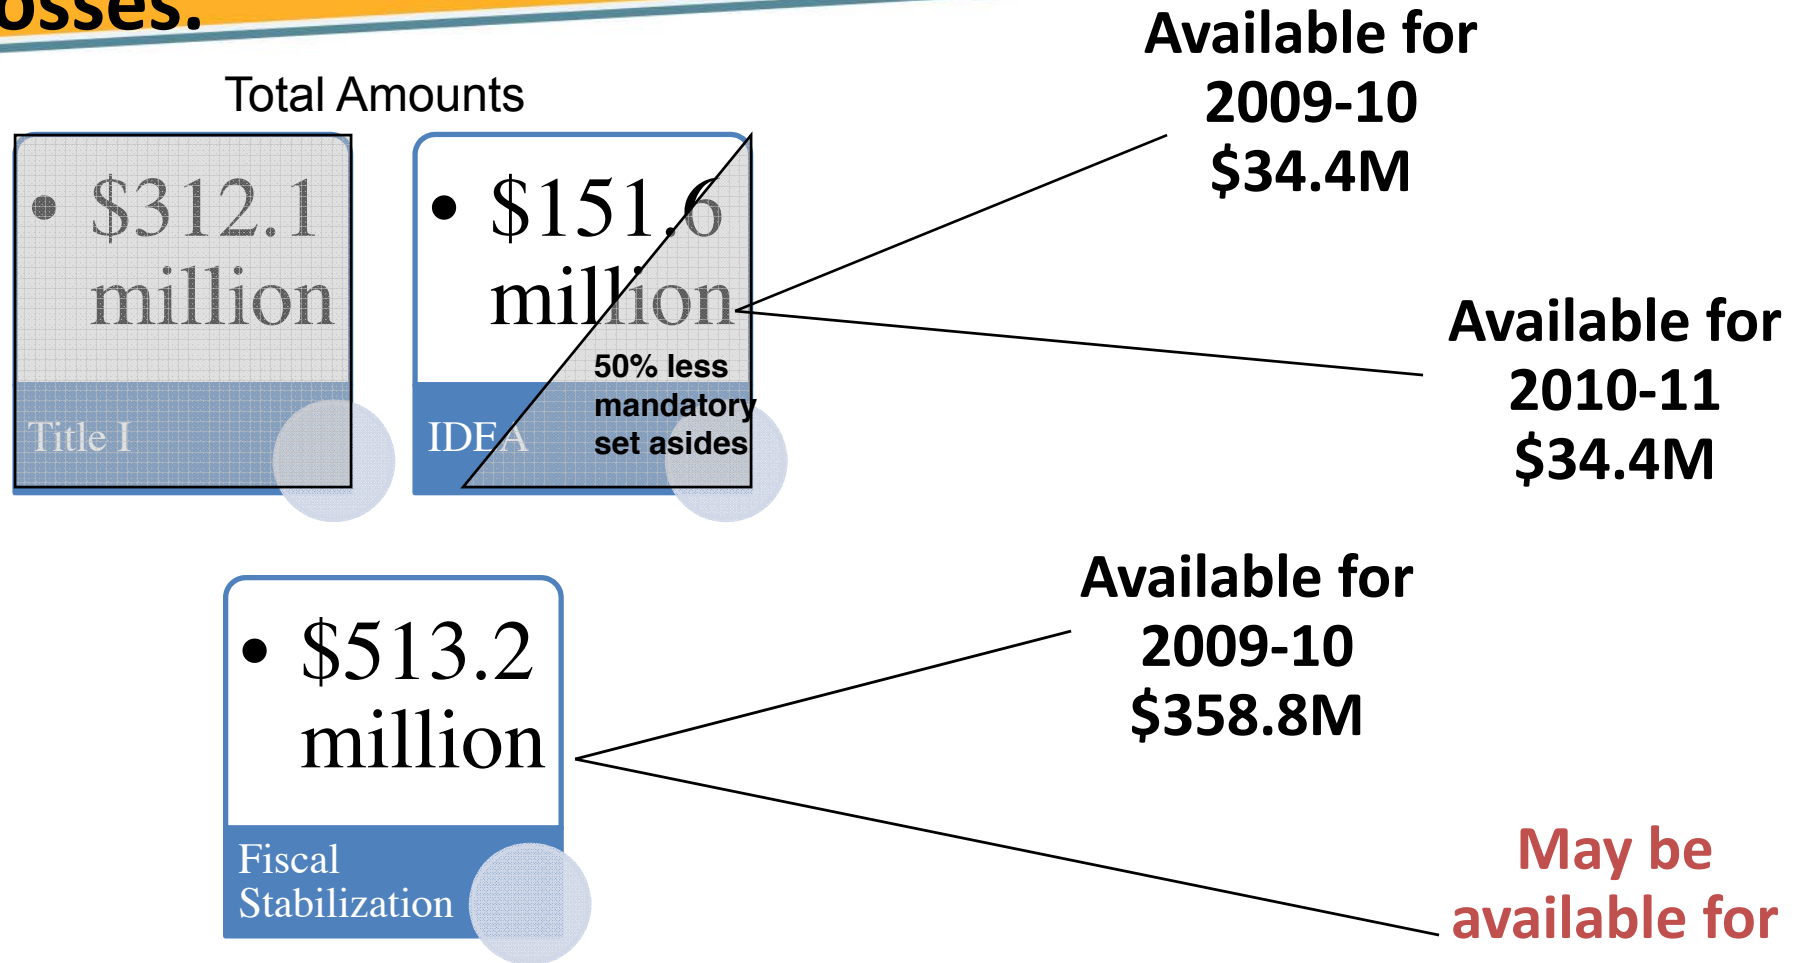 osses.
Total Amounts
• $312.1
million
Title I
• $151.6
million
50% less
mandatory
set asides
IDEA
Available for
2009-10
$34.4M
Available for
2010-11
$34.4M
• $513.2
million
Fiscal
Stabilization
Available for
2009-10
$358.8M
May be
available for